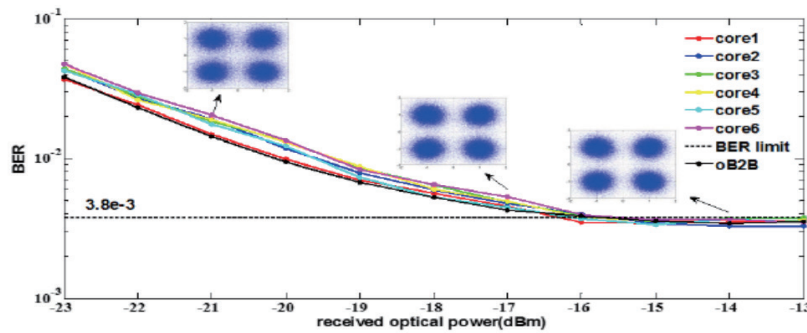 10^-1
10^-2
10^-3
BER
3.8e-3
core1
core2
core3
core4
core5
core6
BER limit
oB2B
-23 -22 -21 -20 -19 -18 -17 -16 -15 -14 -13
received optical power(dBm)